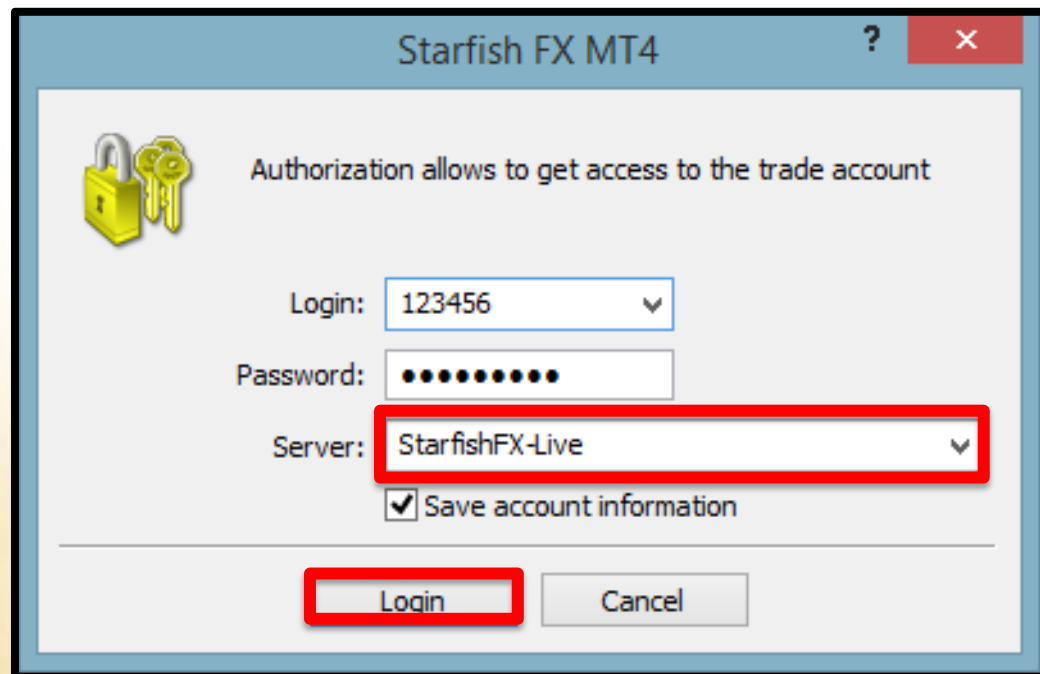 Starfish FX MT4 ?
Authorization allows to get access to the trade account
Login: 123456
Password: •••••••••
Server: StarfishFX-Live
Save account information
Login Cancel